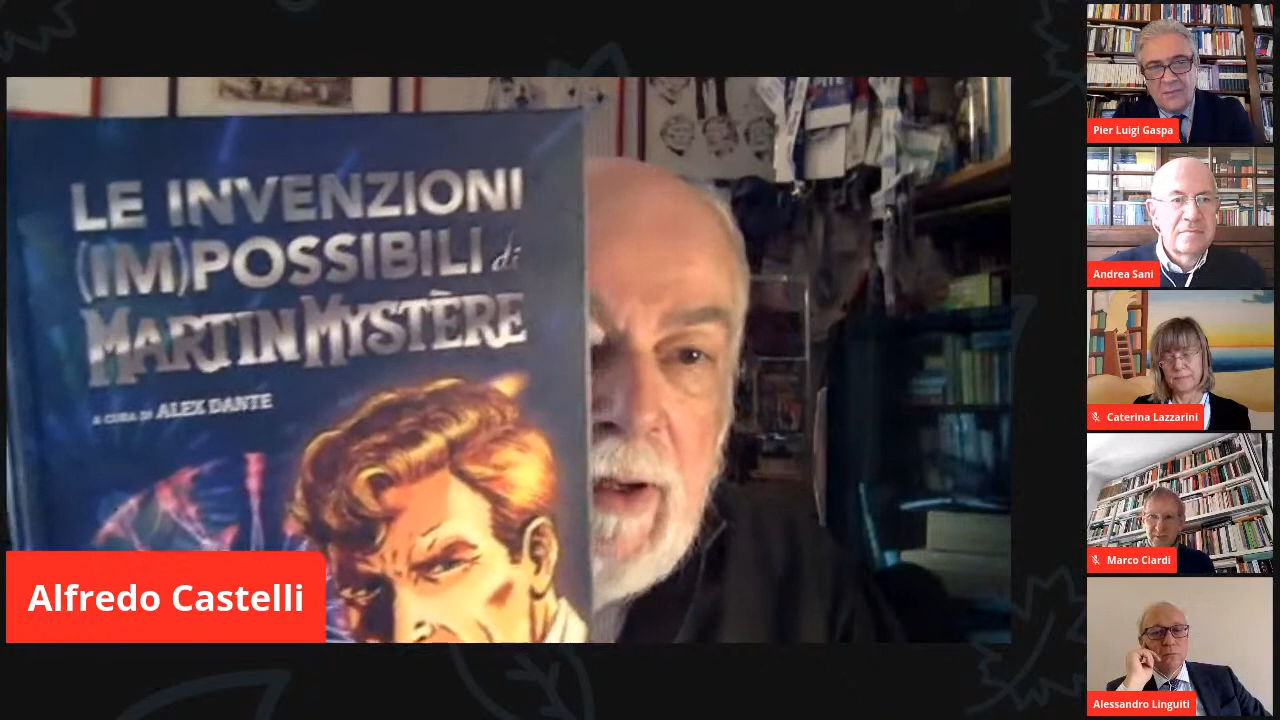 LE INVENZIONI
(IM)POSSIBILI di
MARTIN MYSTÈRE
A CURA DI ALEX DANTE
Alfredo Castelli
Pier Luigi Gaspa
Andrea Sani
Caterina Lazzarini
Marco Ciardi
Alessandro Linguiti